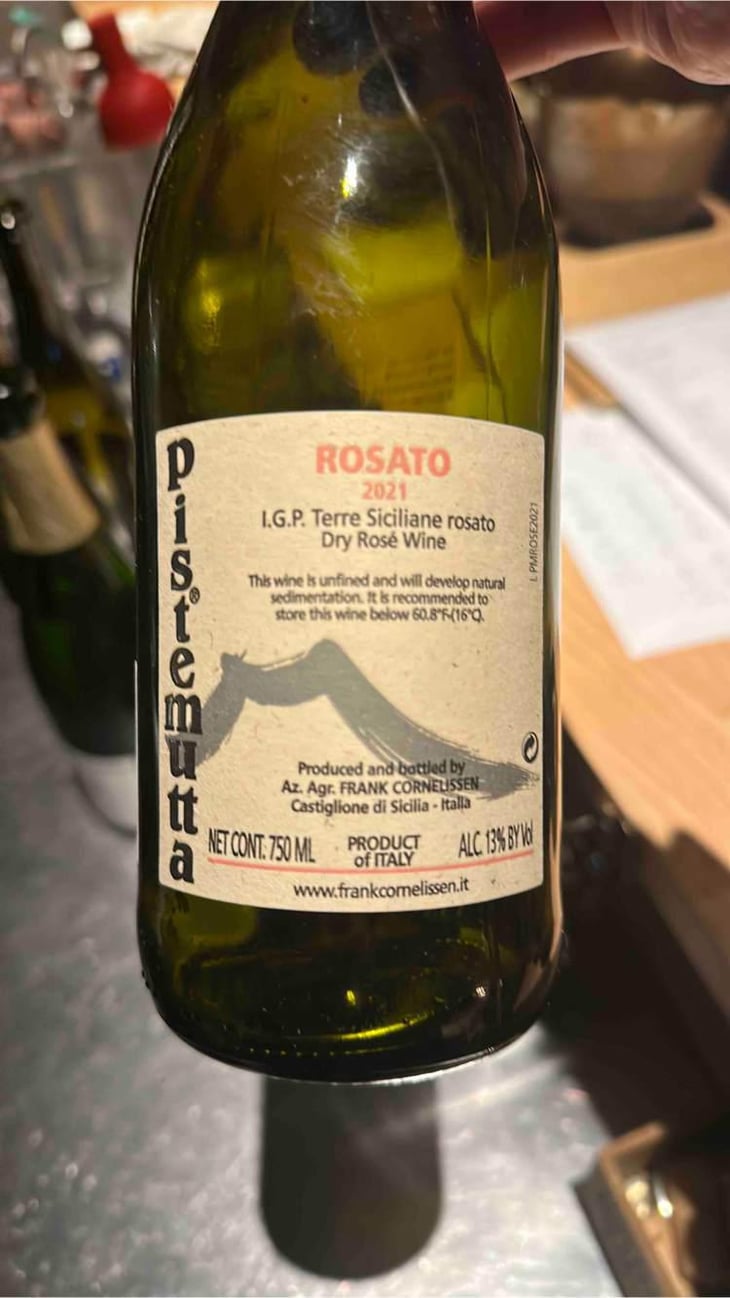 pistemutta®
ROSATO
2021
I.G.P. Terre Siciliane rosato
Dry Rosé Wine
This wine is unfined and will develop natural
sedimentation. It is recommended to
store this wine below 60.8°F-(16°C).
L PMROSE2021
Produced and bottled by
Az. Agr. FRANK CORNELISSEN
Castiglione di Sicilia - Italia
NET CONT. 750 ML PRODUCT of ITALY ALC. 13% BY Vol
www.frankcornelissen.it